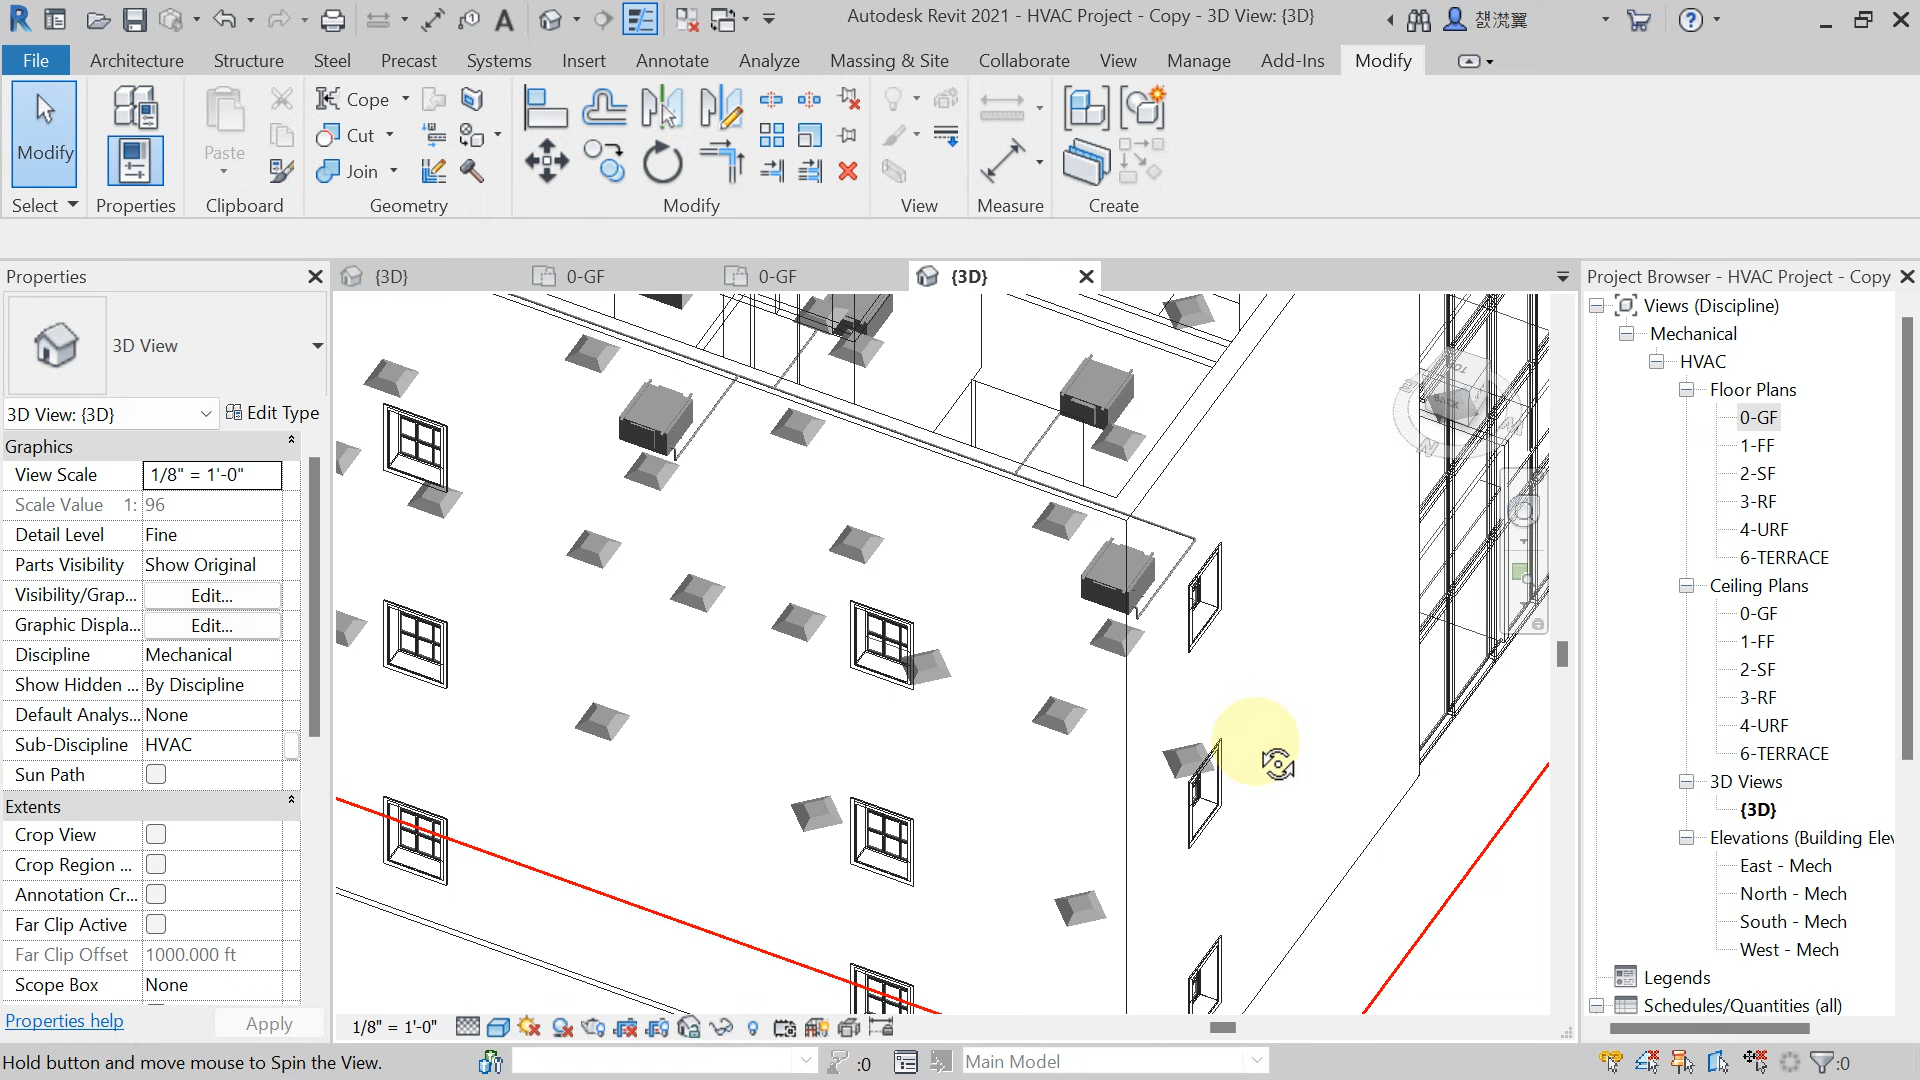 Autodesk Revit 2021 - HVAC Project - Copy - 3D View: {3D}
File Architecture Structure Steel Precast Systems Insert Annotate Analyze Massing & Site Collaborate View Manage Add-Ins Modify
Modify
Paste
Cope
Cut
Join
Select Properties Clipboard Geometry Modify View Measure Create
Properties
{3D} 0-GF 0-GF {3D}
Project Browser - HVAC Project - Copy
3D View
3D View: {3D} Edit Type
Graphics
View Scale 1/8" = 1'-0"
Scale Value 1: 96
Detail Level Fine
Parts Visibility Show Original
Visibility/Grap... Edit...
Graphic Displa... Edit...
Discipline Mechanical
Show Hidden ... By Discipline
Default Analys... None
Sub-Discipline HVAC
Sun Path
Extents
Crop View
Crop Region ...
Annotation Cr...
Far Clip Active
Far Clip Offset 1000.000 ft
Scope Box None
Properties help Apply
TOP
BACK
N
Views (Discipline)
Mechanical
HVAC
Floor Plans
0-GF
1-FF
2-SF
3-RF
4-URF
6-TERRACE
Ceiling Plans
0-GF
1-FF
2-SF
3-RF
4-URF
6-TERRACE
3D Views
{3D}
Elevations (Building Elev
East - Mech
North - Mech
South - Mech
West - Mech
Legends
Schedules/Quantities (all)
1/8" = 1'-0"
Hold button and move mouse to Spin the View.
:0
Main Model
:0